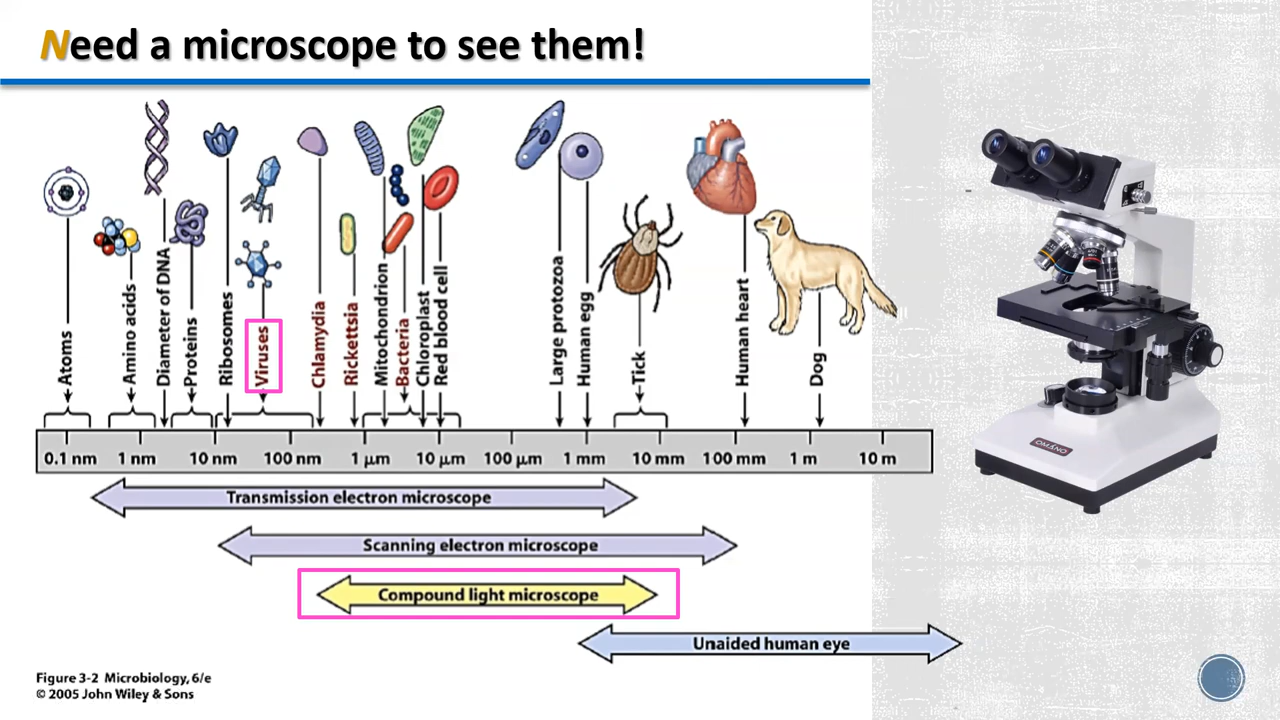 Need a microscope to see them!
Atoms
Amino acids
Diameter of DNA
Proteins
Ribosomes
Viruses
Chlamydia
Rickettsia
Mitochondrion
Bacteria
Chloroplast
Red blood cell
Large protozoa
Human egg
Tick
Human heart
Dog
0.1 nm 1 nm 10 nm 100 nm 1 μm 10 μm 100 μm 1 mm 10 mm 100 mm 1 m 10 m
Transmission electron microscope
Scanning electron microscope
Compound light microscope
Unaided human eye
Figure 3-2 Microbiology, 6/e
© 2005 John Wiley & Sons
OMANO